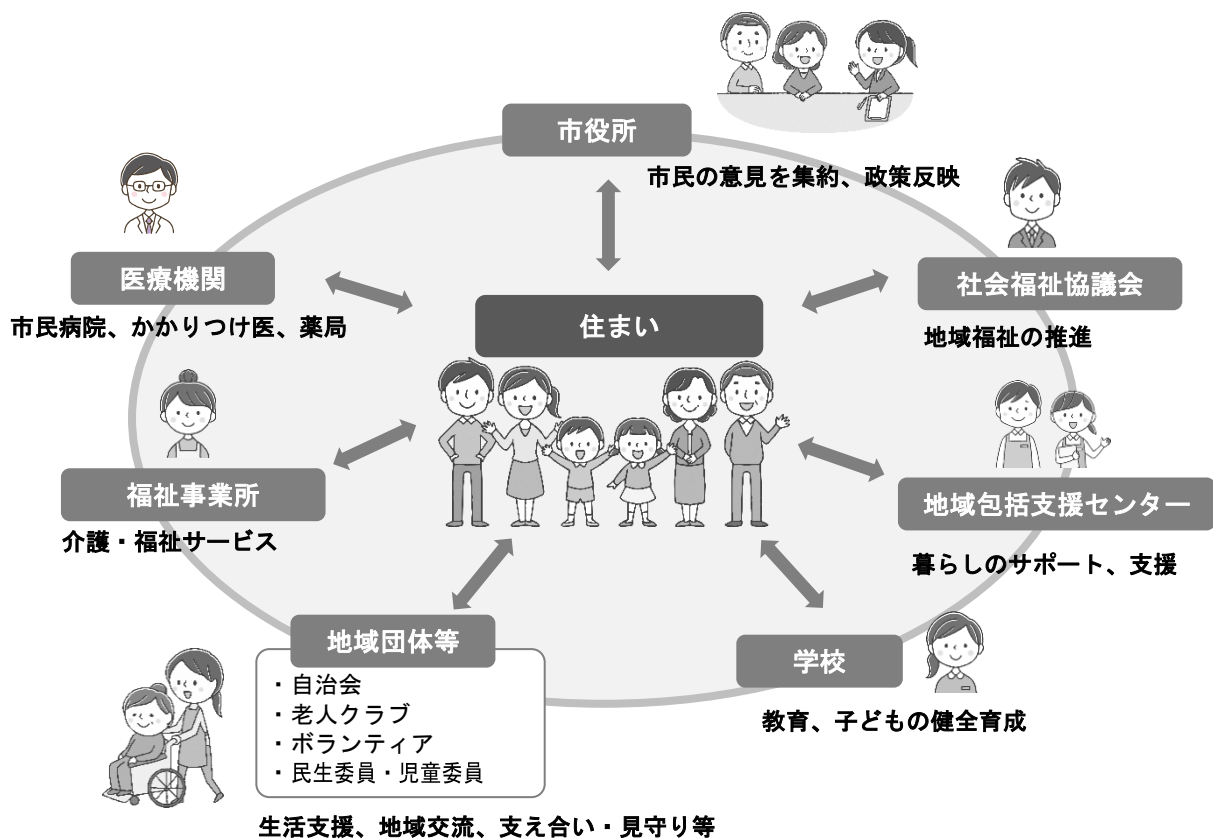 市役所
市民の意見を集約、政策反映
医療機関
市民病院、かかりつけ医、薬局
社会福祉協議会
地域福祉の推進
住まい
福祉事業所
介護・福祉サービス
地域包括支援センター
暮らしのサポート、支援
地域団体等
・自治会
・老人クラブ
・ボランティア
・民生委員・児童委員
生活支援、地域交流、支え合い・見守り等
学校
教育、子どもの健全育成